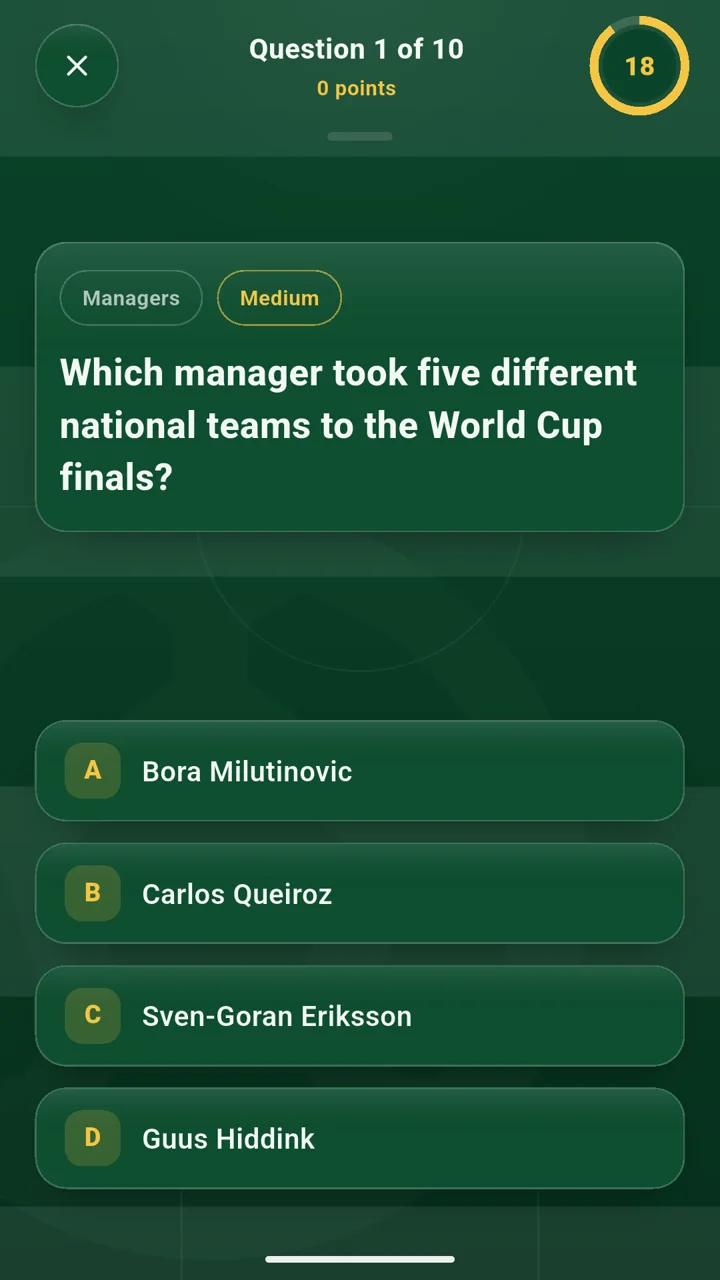 Question 1 of 10
0 points
18
Managers
Medium
Which manager took five different
national teams to the World Cup
finals?
A
Bora Milutinovic
B
Carlos Queiroz
C
Sven-Goran Eriksson
D
Guus Hiddink